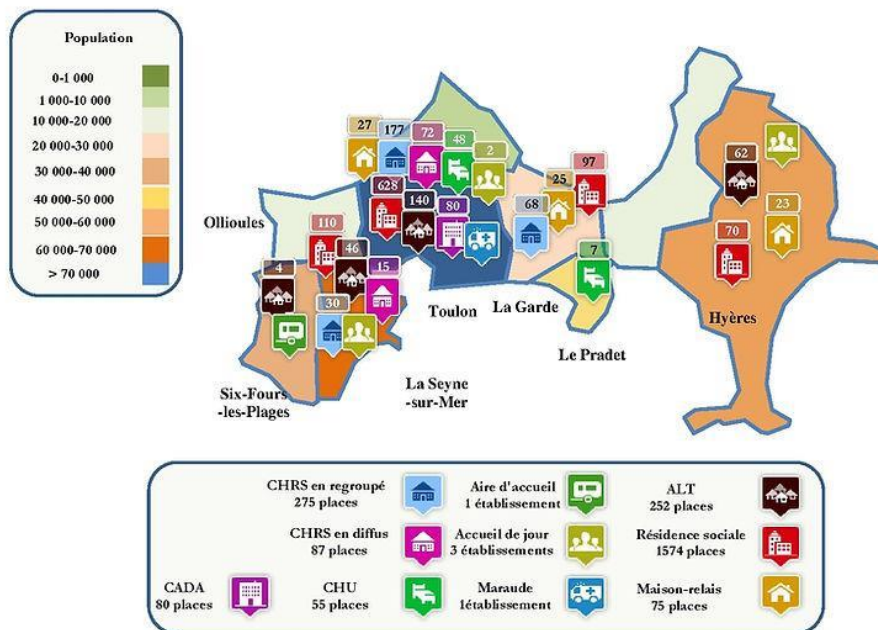 Population
0-1 000
1 000-10 000
10 000-20 000
20 000-30 000
30 000-40 000
40 000-50 000
50 000-60 000
60 000-70 000
> 70 000
27
177
72
48
2
97
628
140
80
68
25
62
23
70
7
110
46
15
4
30
Ollioules
Toulon
La Garde
Hyères
Le Pradet
La Seyne
-sur-Mer
Six-Fours
-les-Plages
CHRS en regroupé
275 places
Aire d'accueil
1 établissement
ALT
252 places
CHRS en diffus
87 places
Accueil de jour
3 établissements
Résidence sociale
1574 places
CADA
80 places
CHU
55 places
Maraude
1établissement
Maison-relais
75 places